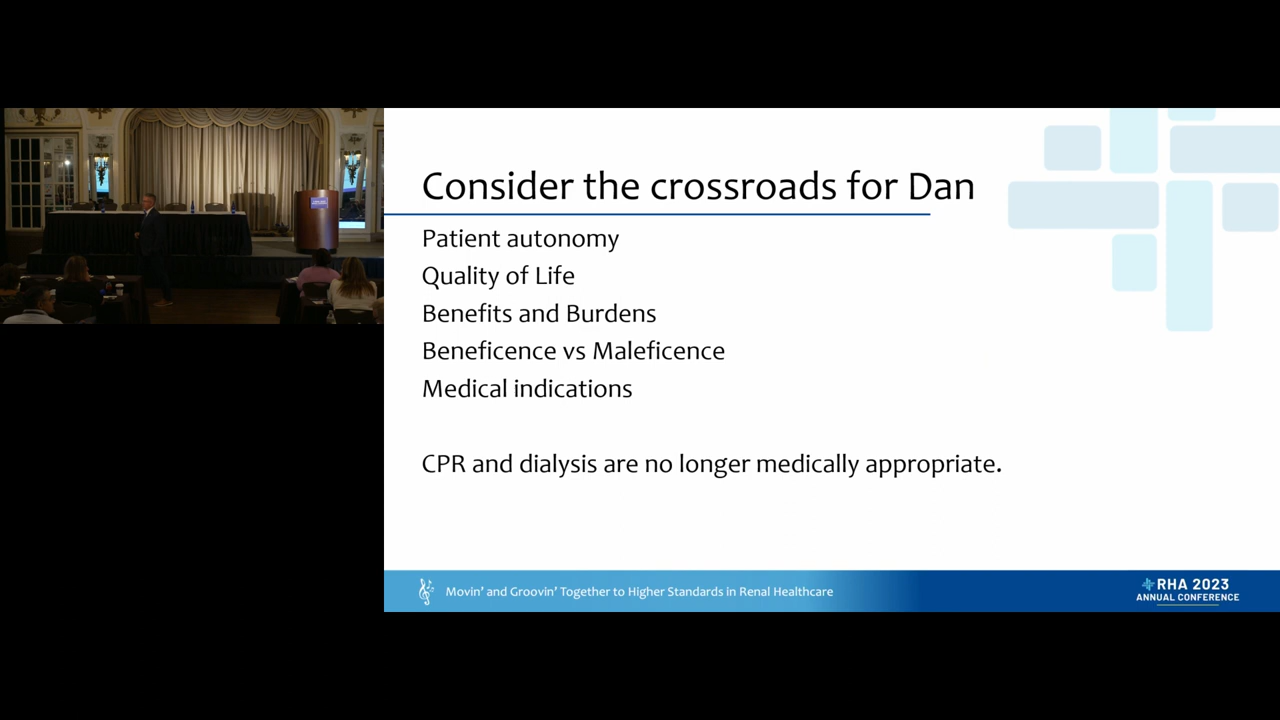 Consider the crossroads for Dan
Patient autonomy
Quality of Life
Benefits and Burdens
Beneficence vs Maleficence
Medical indications
CPR and dialysis are no longer medically appropriate.
Movin' and Groovin' Together to Higher Standards in Renal Healthcare
RHA 2023
ANNUAL CONFERENCE